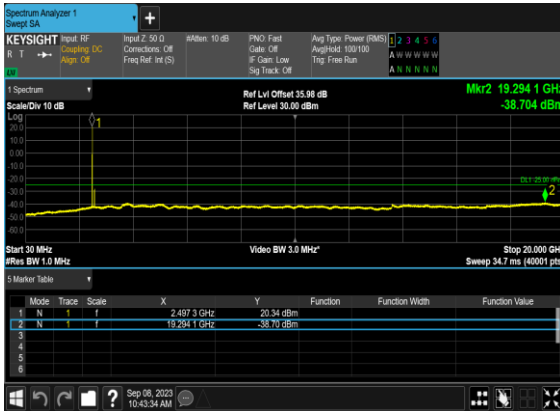 Spectrum Analyzer 1
Swept SA
KEYSIGHT
R T
Input: RF
Coupling: DC
Align: Off
Input Z: 50 Ω
Corrections: Off
Freq Ref: Int (S)
#Atten: 10 dB
PNO: Fast
Gate: Off
IF Gain: Low
Sig Track: Off
Avg Type: Power (RMS)
Avg|Hold: 100/100
Trig: Free Run
1 2 3 4 5 6
A W W W W W
A N N N N N
1 Spectrum
Scale/Div 10 dB
Ref Lvl Offset 35.98 dB
Ref Level 30.00 dBm
Mkr2 19.294 1 GHz
-38.704 dBm
Log
20.0
10.0
0.00
-10.0
-20.0
-30.0
-40.0
-50.0
-60.0
1
DL1 -25.00 dBm
2
Start 30 MHz
#Res BW 1.0 MHz
Video BW 3.0 MHz*
Stop 20.000 GHz
Sweep 34.7 ms (40001 pts)
5 Marker Table
Mode Trace Scale X Y Function Function Width Function Value
1 N 1 f 2.497 3 GHz 20.34 dBm
2 N 1 f 19.294 1 GHz -38.70 dBm
3
4
5
6
?
Sep 08, 2023
10:43:34 AM